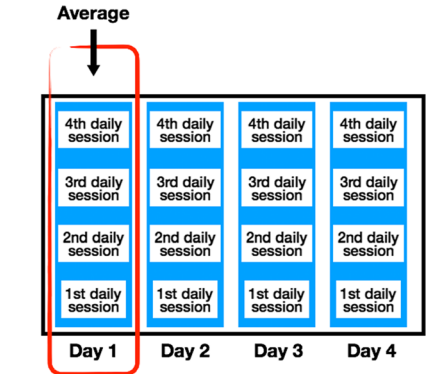 Average
4th daily
session
4th daily
session
4th daily
session
4th daily
session
3rd daily
session
3rd daily
session
3rd daily
session
3rd daily
session
2nd daily
session
2nd daily
session
2nd daily
session
2nd daily
session
1st daily
session
1st daily
session
1st daily
session
1st daily
session
Day 1
Day 2
Day 3
Day 4